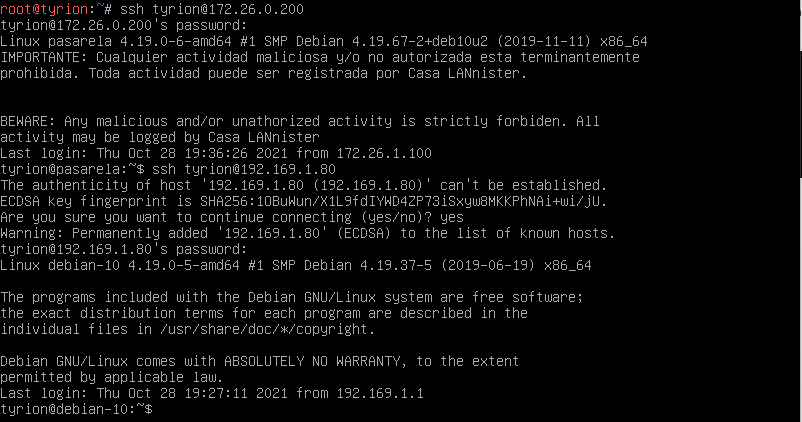 root@tyrion:~# ssh tyrion@172.26.0.200
tyrion@172.26.0.200's password:
Linux pasarela 4.19.0-6-amd64 #1 SMP Debian 4.19.67-2+deb10u2 (2019-11-11) x86_64
IMPORTANTE: Cualquier actividad maliciosa y/o no autorizada esta terminantemente
prohibida. Toda actividad puede ser registrada por Casa LANnister.
BEWARE: Any malicious and/or unathorized activity is strictly forbiden. All
activity may be logged by Casa LANnister
Last login: Thu Oct 28 19:36:26 2021 from 172.26.1.100
tyrion@pasarela:~$ ssh tyrion@192.169.1.80
The authenticity of host '192.169.1.80 (192.169.1.80)' can't be established.
ECDSA key fingerprint is SHA256:1OBuWun/X1L9fdIYWD4ZP73iSxyw8MKKPhNAi+wi/jU.
Are you sure you want to continue connecting (yes/no)? yes
Warning: Permanently added '192.169.1.80' (ECDSA) to the list of known hosts.
tyrion@192.169.1.80's password:
Linux debian-10 4.19.0-5-amd64 #1 SMP Debian 4.19.37-5 (2019-06-19) x86_64
The programs included with the Debian GNU/Linux system are free software;
the exact distribution terms for each program are described in the
individual files in /usr/share/doc/*/copyright.
Debian GNU/Linux comes with ABSOLUTELY NO WARRANTY, to the extent
permitted by applicable law.
Last login: Thu Oct 28 19:27:11 2021 from 192.169.1.1
tyrion@debian-10:~$